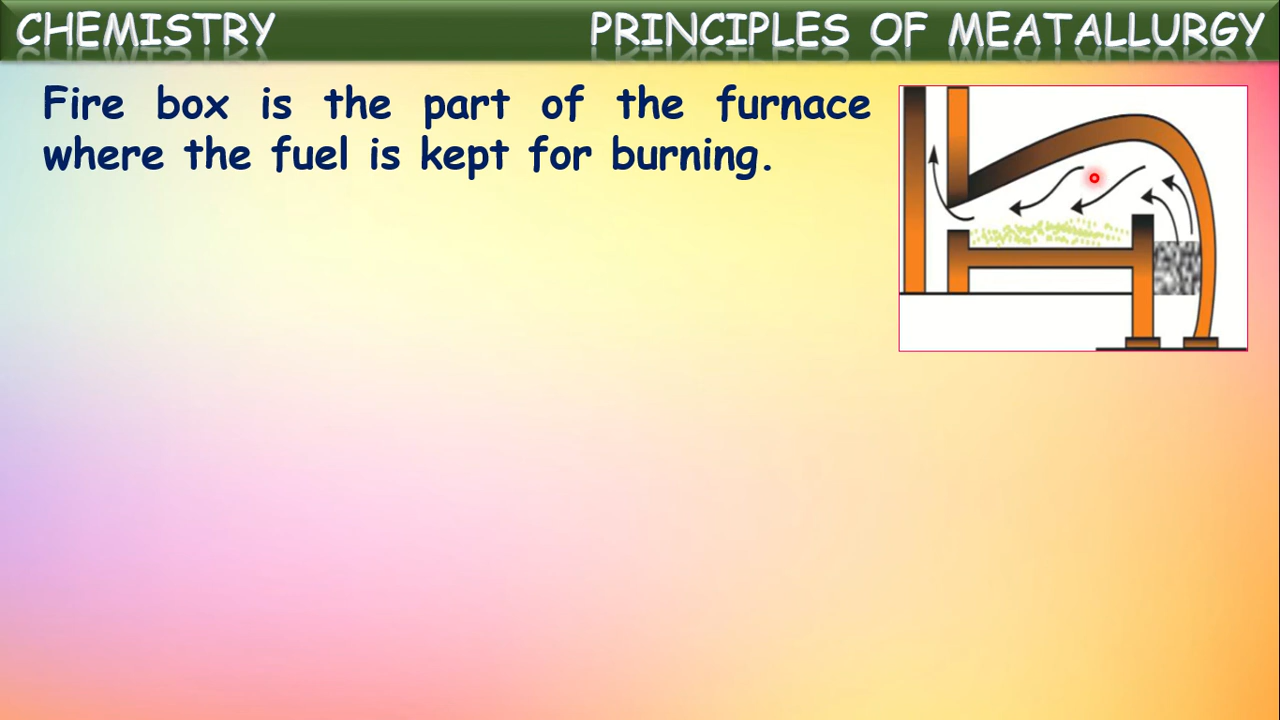 CHEMISTRY PRINCIPLES OF MEATALLURGY
Fire box is the part of the furnace
where the fuel is kept for burning.